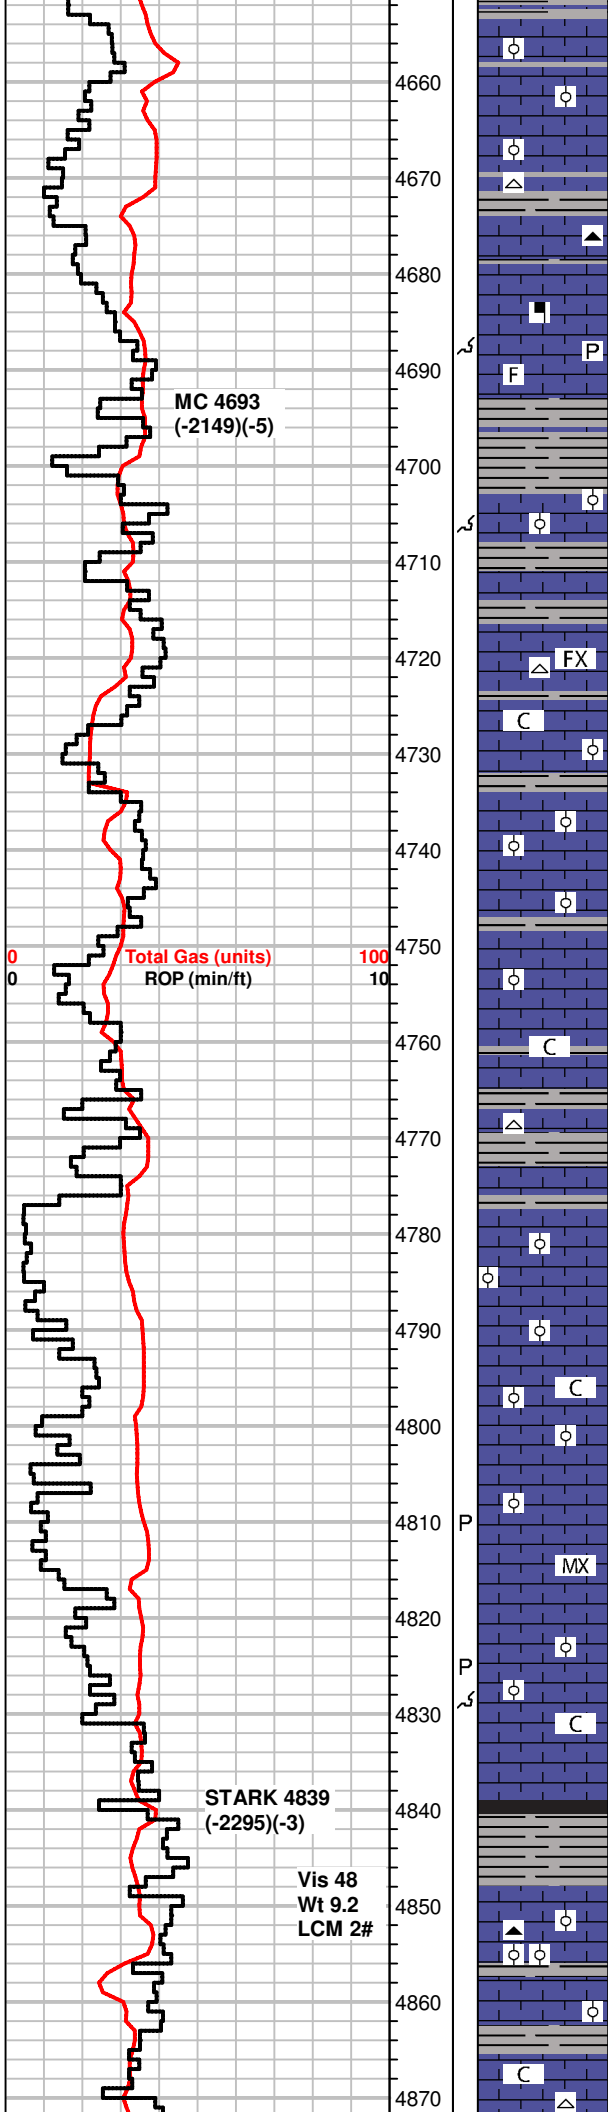 4660
4670
4680
P
4690
F
MC 4693
(-2149)(-5)
4700
4710
4720
FX
C
4730
4740
4750
0 Total Gas (units) 100
0 ROP (min/ft) 10
4760
C
4770
4780
4790
C
4800
4810
P
MX
4820
P
4830
C
STARK 4839
(-2295)(-3)
4840
Vis 48
Wt 9.2
LCM 2#
4850
4860
C
4870